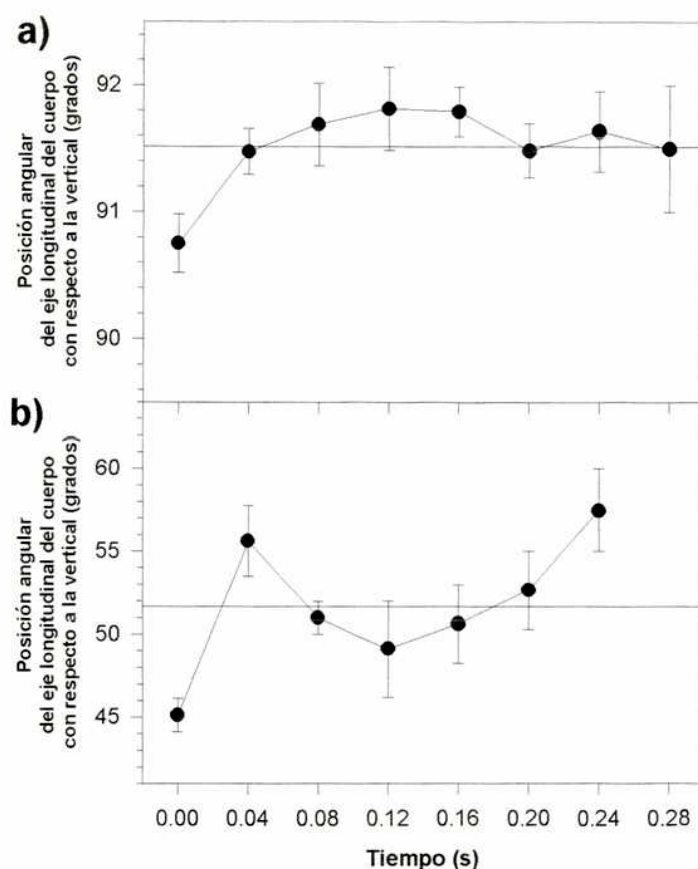 a)
Posición angular
del eje longitudinal del cuerpo
con respecto a la vertical (grados)
92
91
90
b)
Posición angular
del eje longitudinal del cuerpo
con respecto a la vertical (grados)
60
55
50
45
0.00 0.04 0.08 0.12 0.16 0.20 0.24 0.28
Tiempo (s)